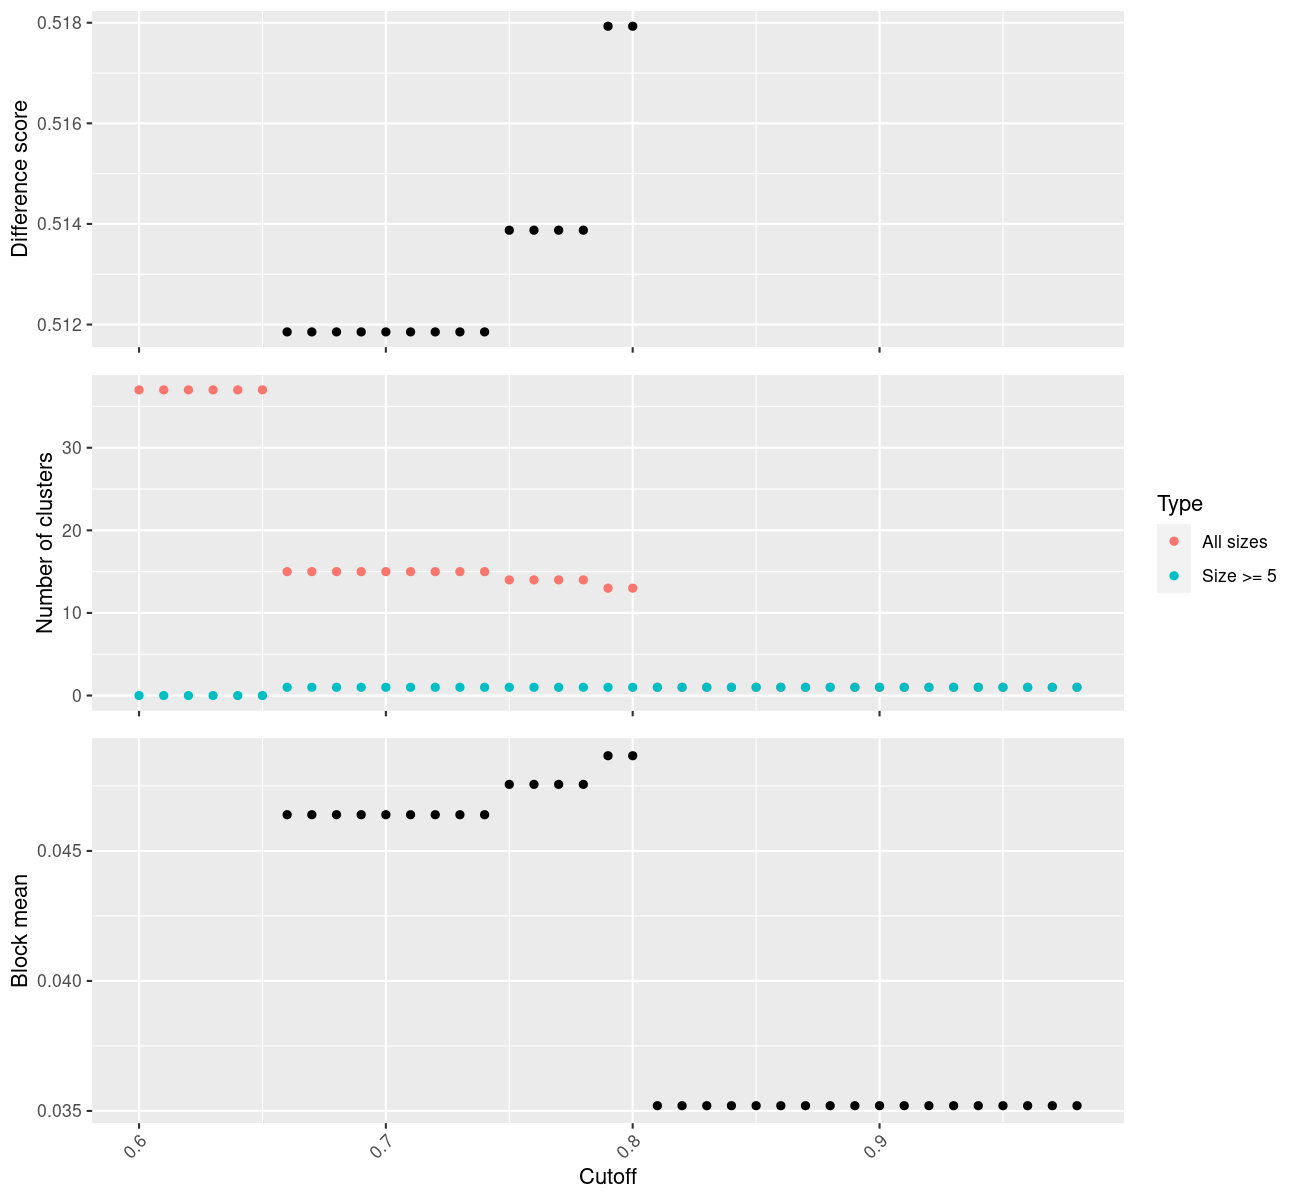 Difference score
0.518
0.516
0.514
0.512
Number of clusters
30
20
10
0
Type
All sizes
Size >= 5
Block mean
0.045
0.040
0.035
0.6
0.7
0.8
0.9
Cutoff